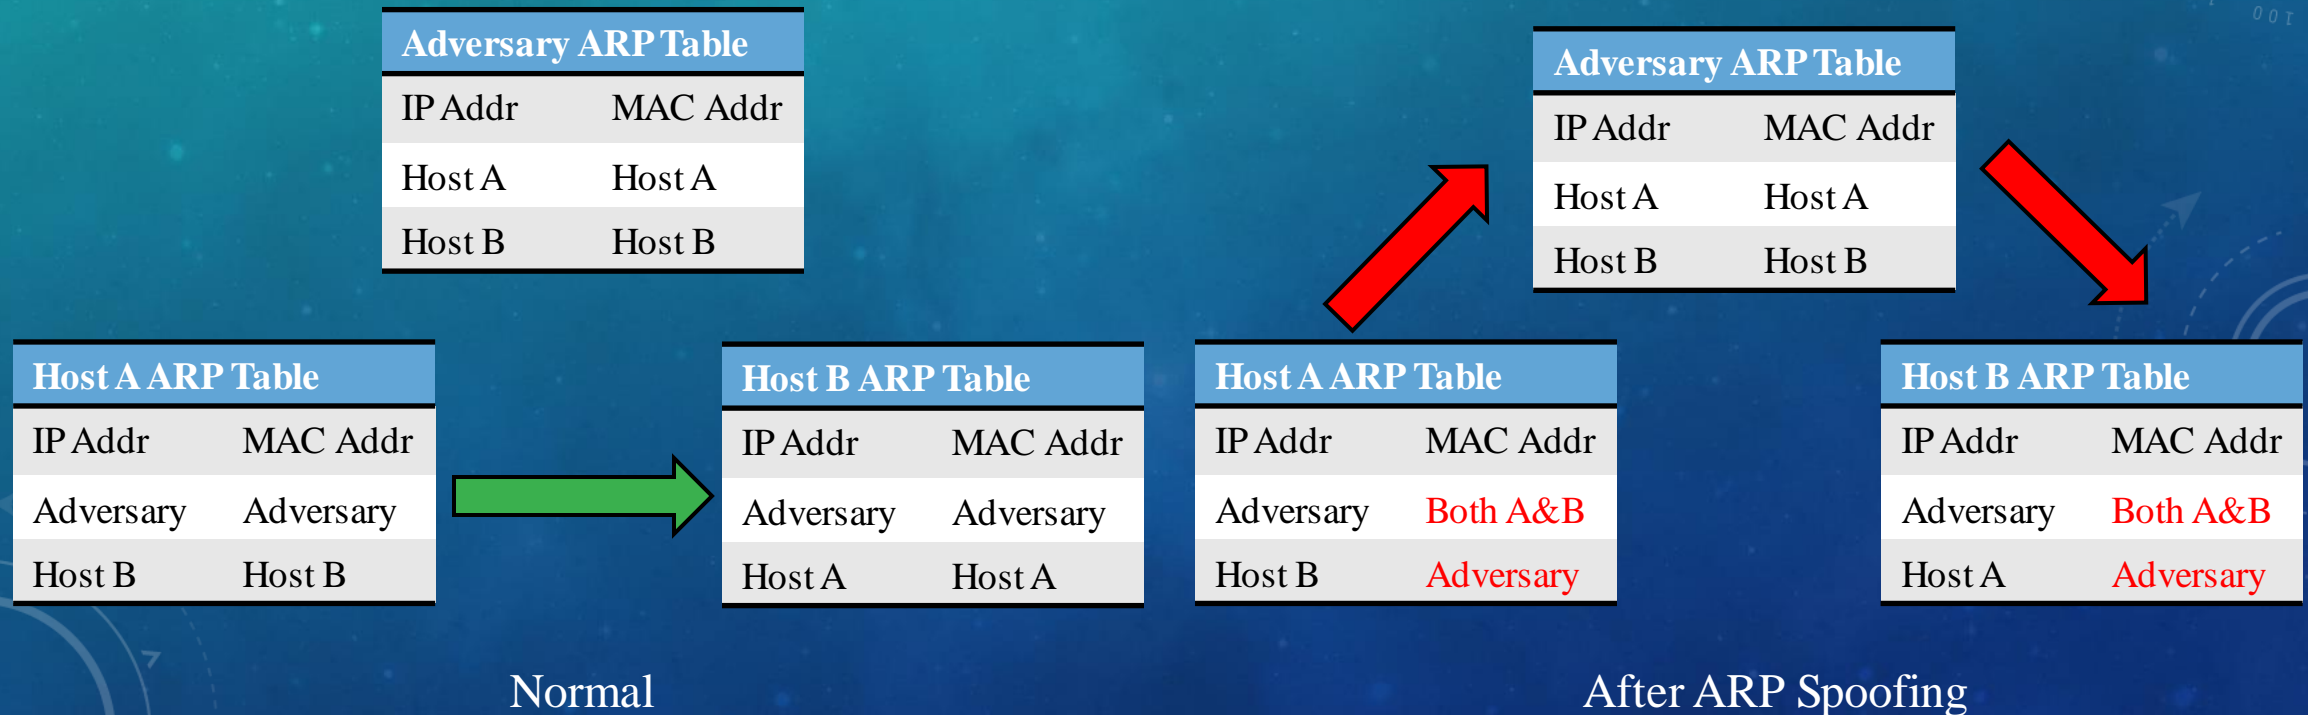 Adversary ARP Table
IP Addr MAC Addr
Host A Host A
Host B Host B
Host A ARP Table
IP Addr MAC Addr
Adversary Adversary
Host B Host B
Host B ARP Table
IP Addr MAC Addr
Adversary Adversary
Host A Host A
Normal
Adversary ARP Table
IP Addr MAC Addr
Host A Host A
Host B Host B
Host A ARP Table
IP Addr MAC Addr
Adversary Both A&B
Host B Adversary
Host B ARP Table
IP Addr MAC Addr
Adversary Both A&B
Host A Adversary
After ARP Spoofing